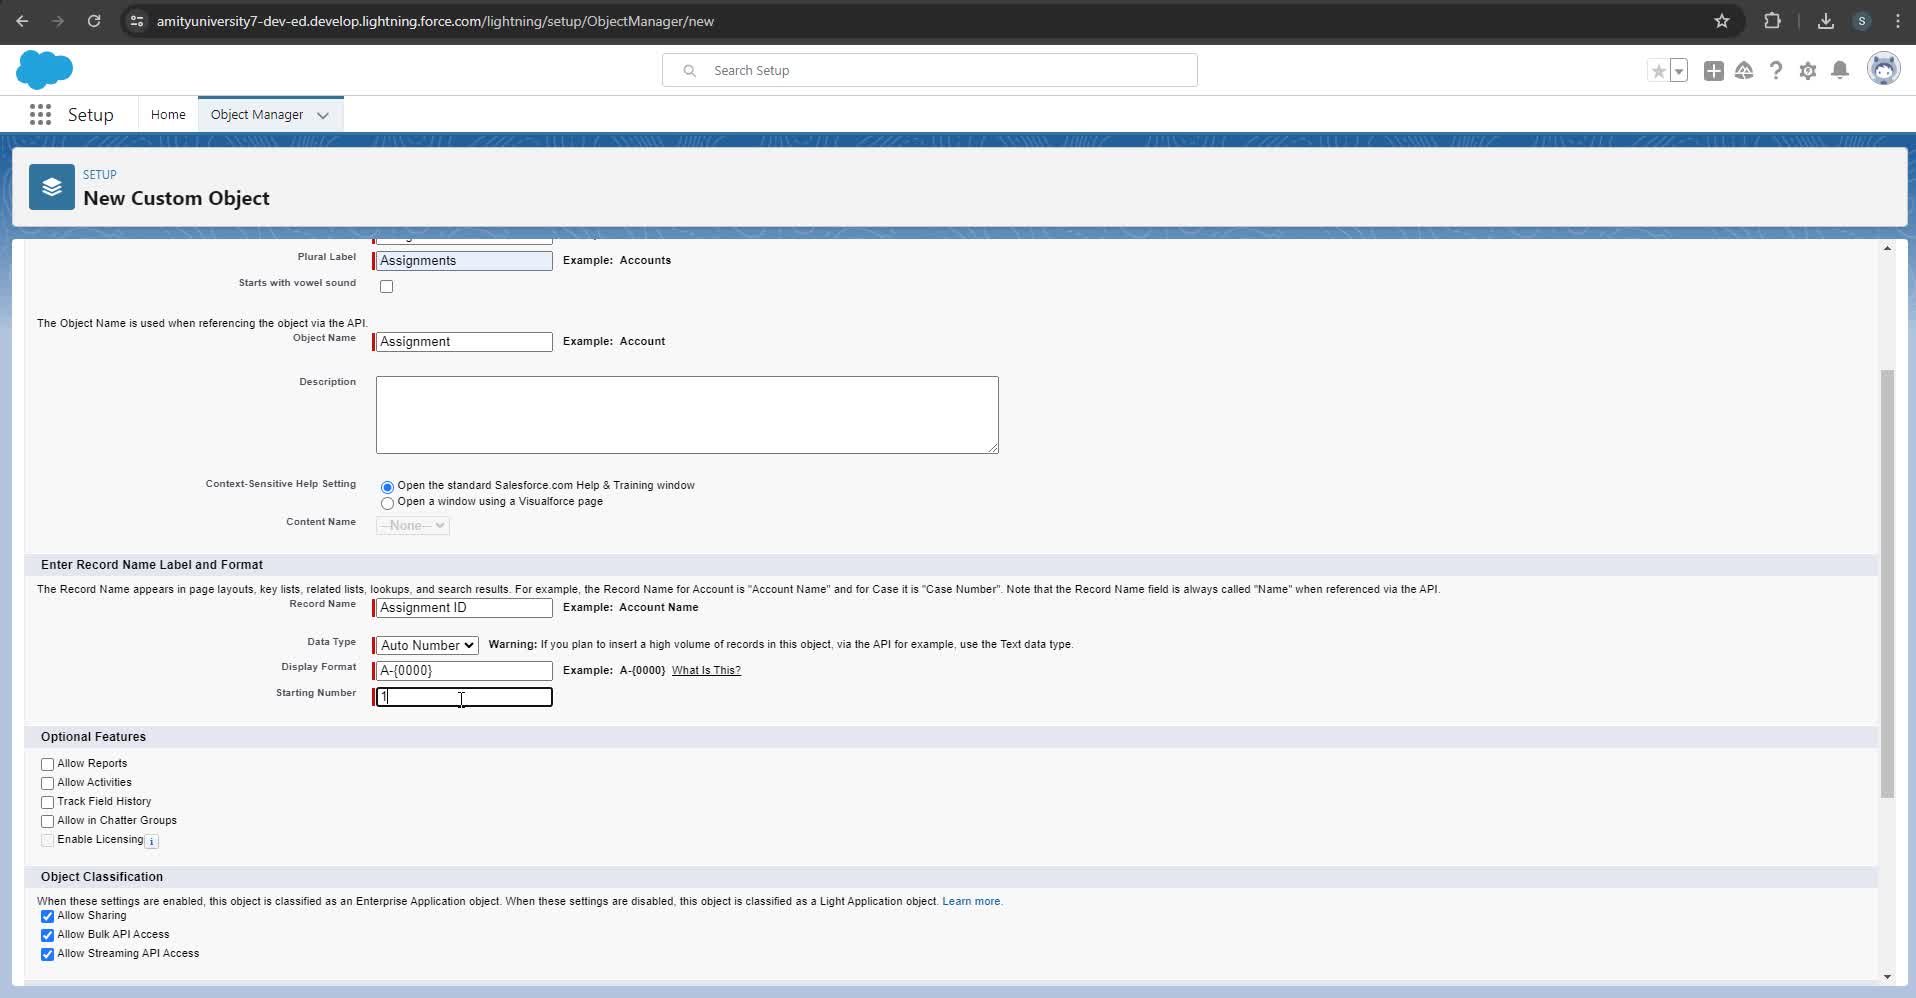 amityuniversity7-dev-ed.develop.lightning.force.com/lightning/setup/ObjectManager/new
S
Search Setup
Setup
Home
Object Manager
SETUP
New Custom Object
Plural Label
Assignments
Example: Accounts
Starts with vowel sound
The Object Name is used when referencing the object via the API.
Object Name
Assignment
Example: Account
Description
Context-Sensitive Help Setting
Open the standard Salesforce.com Help & Training window
Open a window using a Visualforce page
Content Name
--None--
Enter Record Name Label and Format
The Record Name appears in page layouts, key lists, related lists, lookups, and search results. For example, the Record Name for Account is "Account Name" and for Case it is "Case Number". Note that the Record Name field is always called "Name" when referenced via the API.
Record Name
Assignment ID
Example: Account Name
Data Type
Auto Number
Warning: If you plan to insert a high volume of records in this object, via the API for example, use the Text data type.
Display Format
A-{0000}
Example: A-{0000} What Is This?
Starting Number
1
Optional Features
Allow Reports
Allow Activities
Track Field History
Allow in Chatter Groups
Enable Licensing
i
Object Classification
When these settings are enabled, this object is classified as an Enterprise Application object. When these settings are disabled, this object is classified as a Light Application object. Learn more.
Allow Sharing
Allow Bulk API Access
Allow Streaming API Access